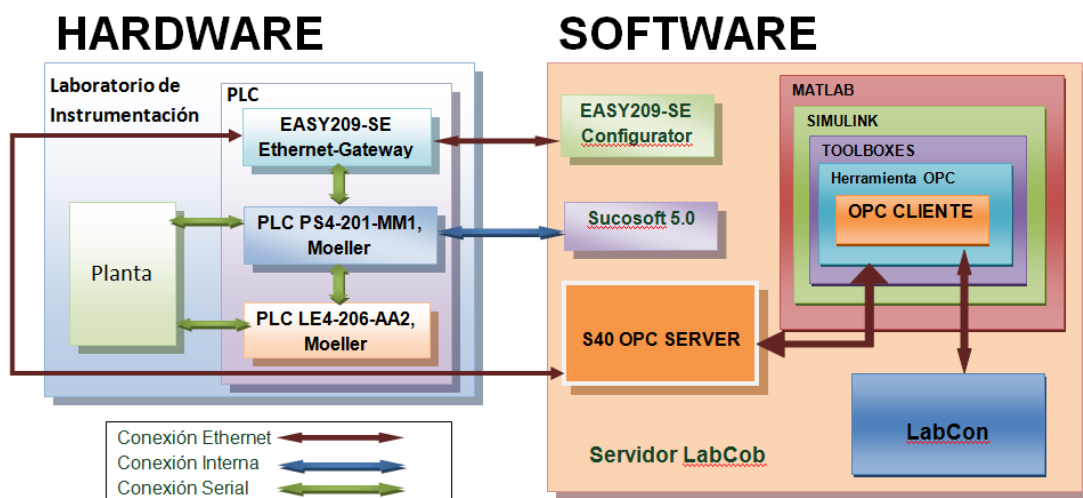 HARDWARE
SOFTWARE
Laboratorio de
Instrumentación
PLC
EASY209-SE
Ethernet-Gateway
PLC PS4-201-MM1,
Moeller
PLC LE4-206-AA2,
Moeller
Planta
Conexión Ethernet
Conexión Interna
Conexión Serial
EASY209-SE
Configurator
Sucosoft 5.0
S40 OPC SERVER
Servidor LabCob
MATLAB
SIMULINK
TOOLBOXES
Herramienta OPC
OPC CLIENTE
LabCon